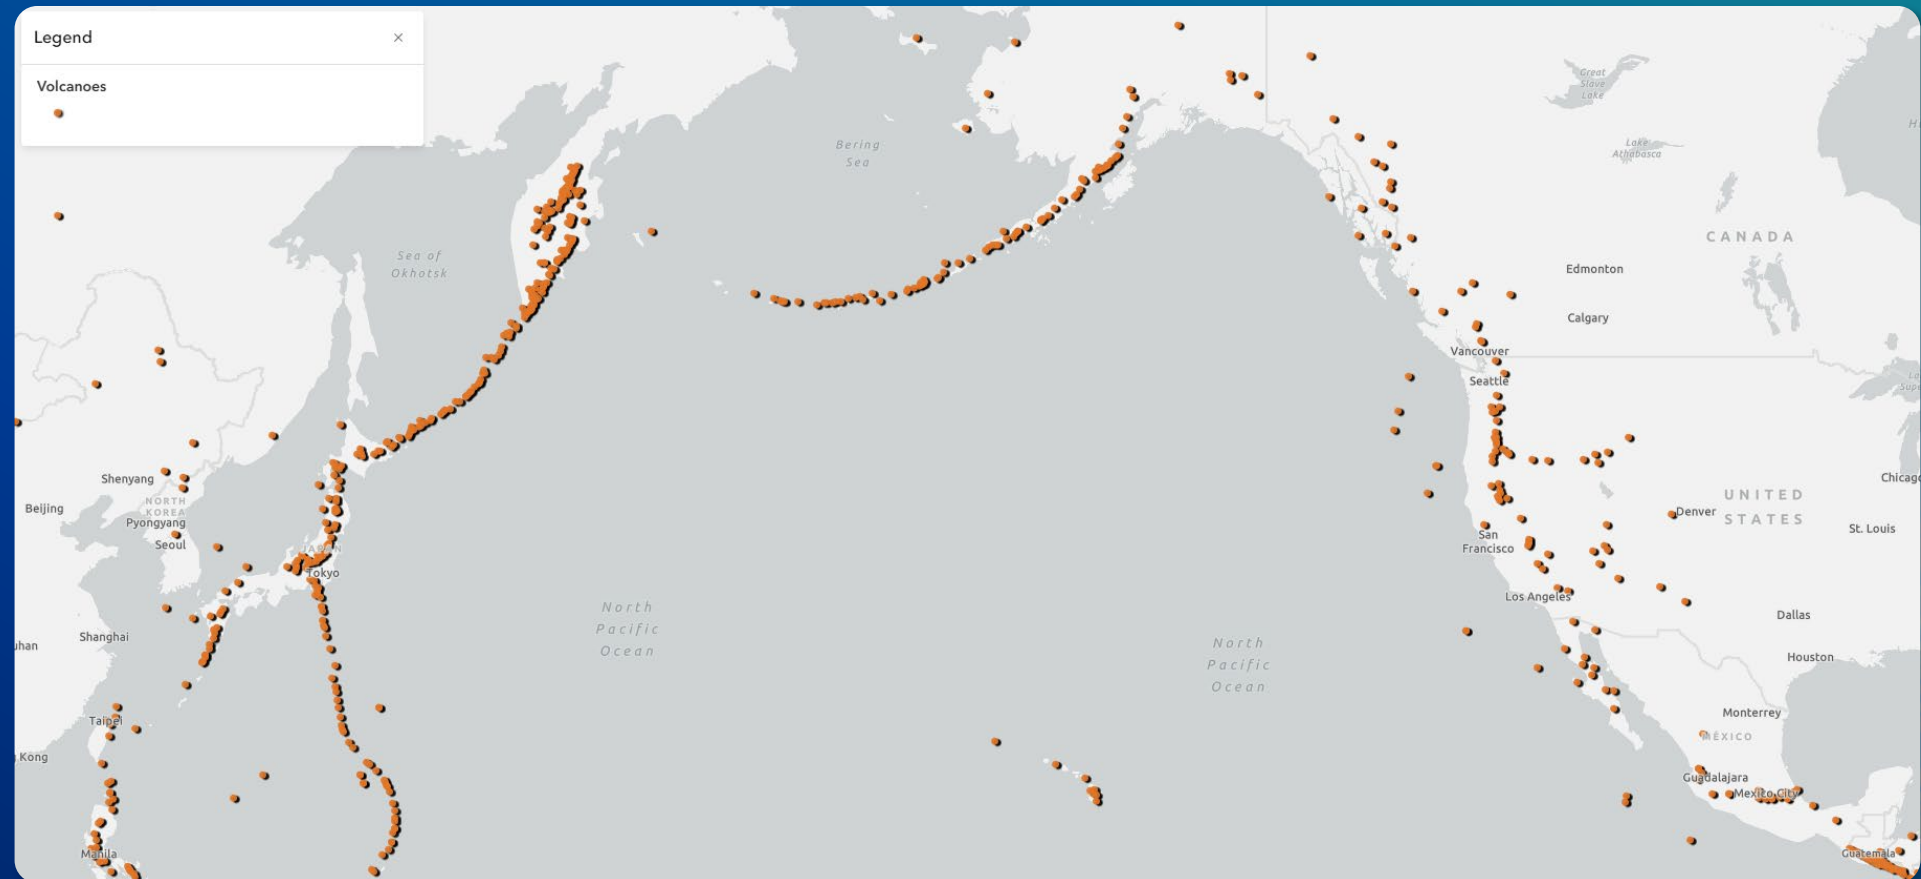 Legend
Volcanoes
Great
Slave
Lake
Lake
Athabasca
Bering
Sea
Sea of
Okhotsk
CANADA
Edmonton
Calgary
Vancouver
Seattle
Shenyang
NORTH
KOREA
Beijing
Pyongyang
Seoul
JAPAN
Tokyo
Shanghai
uhan
Taipei
Kong
Manila
North
Pacific
Ocean
North
Pacific
Ocean
UNITED
STATES
Denver
Chicago
St. Louis
San
Francisco
Los Angeles
Dallas
Houston
Monterrey
MÉXICO
Guadalajara
Mexico City
Guatemala